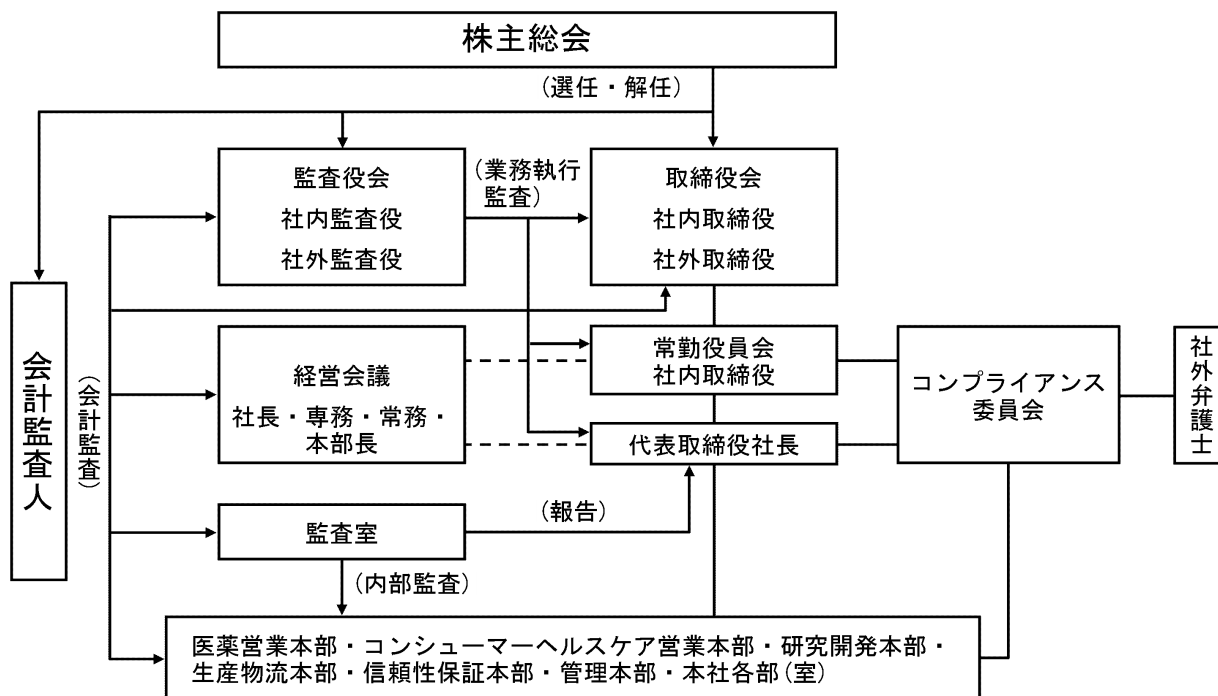 株主総会
(選任・解任)
監査役会
社内監査役
社外監査役
(業務執行
監査)
取締役会
社内取締役
社外取締役
会計監査人
(会計監査)
経営会議
社長・専務・常務・
本部長
常勤役員会
社内取締役
代表取締役社長
コンプライアンス
委員会
社外弁護士
監査室
(報告)
(内部監査)
医薬営業本部・コンシューマーヘルスケア営業本部・研究開発本部・
生産物流本部・信頼性保証本部・管理本部・本社各部(室)